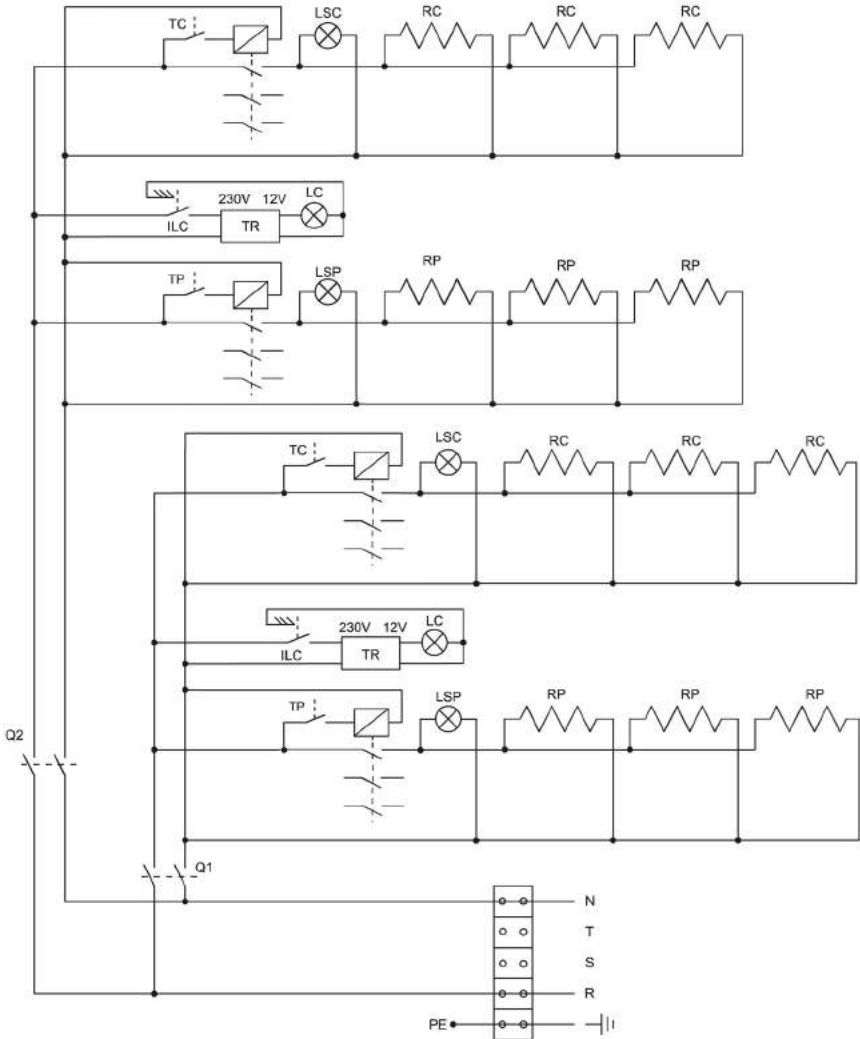 TC LSC RC RC RC
230V 12V LC
ILC TR
TP LSP RP RP RP
TC LSC RC RC RC
230V 12V LC
ILC TR
TP LSP RP RP RP
Q2
Q1
N
T
S
R
PE